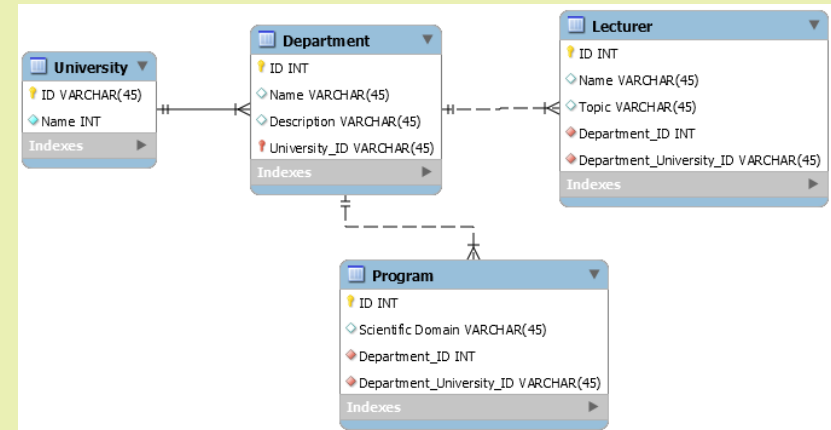 University
ID VARCHAR(45)
Name INT
Indexes
Department
ID INT
Name VARCHAR(45)
Description VARCHAR(45)
University_ID VARCHAR(45)
Indexes
Lecturer
ID INT
Name VARCHAR(45)
Topic VARCHAR(45)
Department_ID INT
Department_University_ID VARCHAR(45)
Indexes
Program
ID INT
Scientific Domain VARCHAR(45)
Department_ID INT
Department_University_ID VARCHAR(45)
Indexes